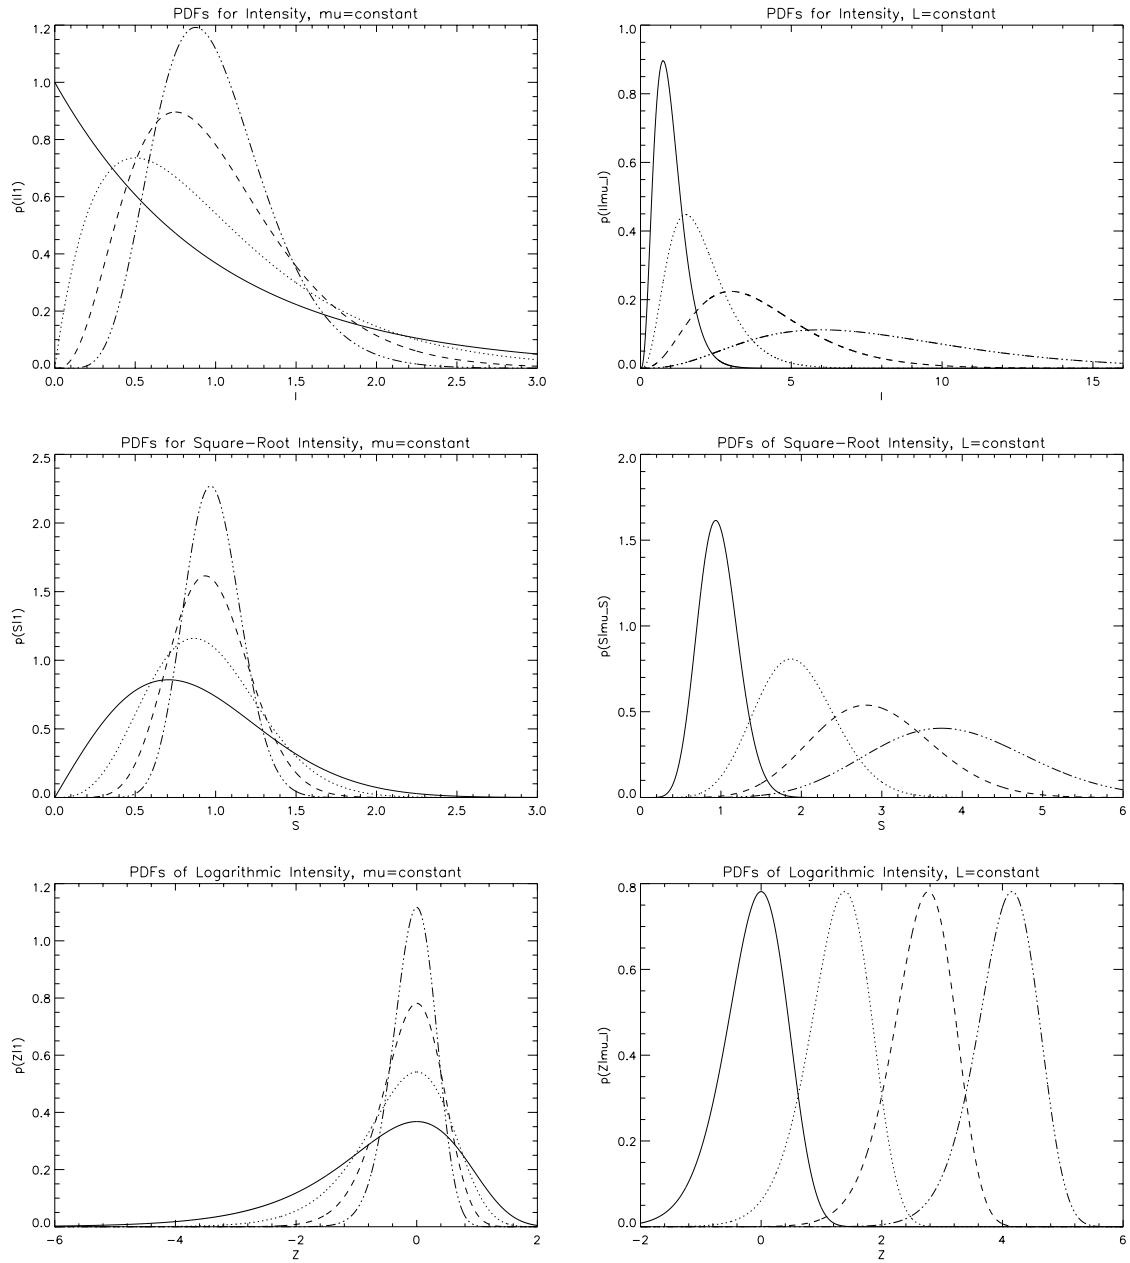 PDFs for Intensity, mu=constant
1.2
1.0
0.8
0.6
0.4
0.2
0.0
p(I|1)
0.0 0.5 1.0 1.5 2.0 2.5 3.0
I
PDFs for Intensity, L=constant
1.0
0.8
0.6
0.4
0.2
0.0
p(I|mu_I)
0 5 10 15
I
PDFs for Square-Root Intensity, mu=constant
2.5
2.0
1.5
1.0
0.5
0.0
p(S|1)
0.0 0.5 1.0 1.5 2.0 2.5 3.0
S
PDFs of Square-Root Intensity, L=constant
2.0
1.5
1.0
0.5
0.0
p(S|mu_S)
0 1 2 3 4 5 6
S
PDFs of Logarithmic Intensity, mu=constant
1.2
1.0
0.8
0.6
0.4
0.2
0.0
p(Z|1)
-6 -4 -2 0 2
Z
PDFs of Logarithmic Intensity, L=constant
0.8
0.6
0.4
0.2
0.0
p(Z|mu_I)
-2 0 2 4 6
Z